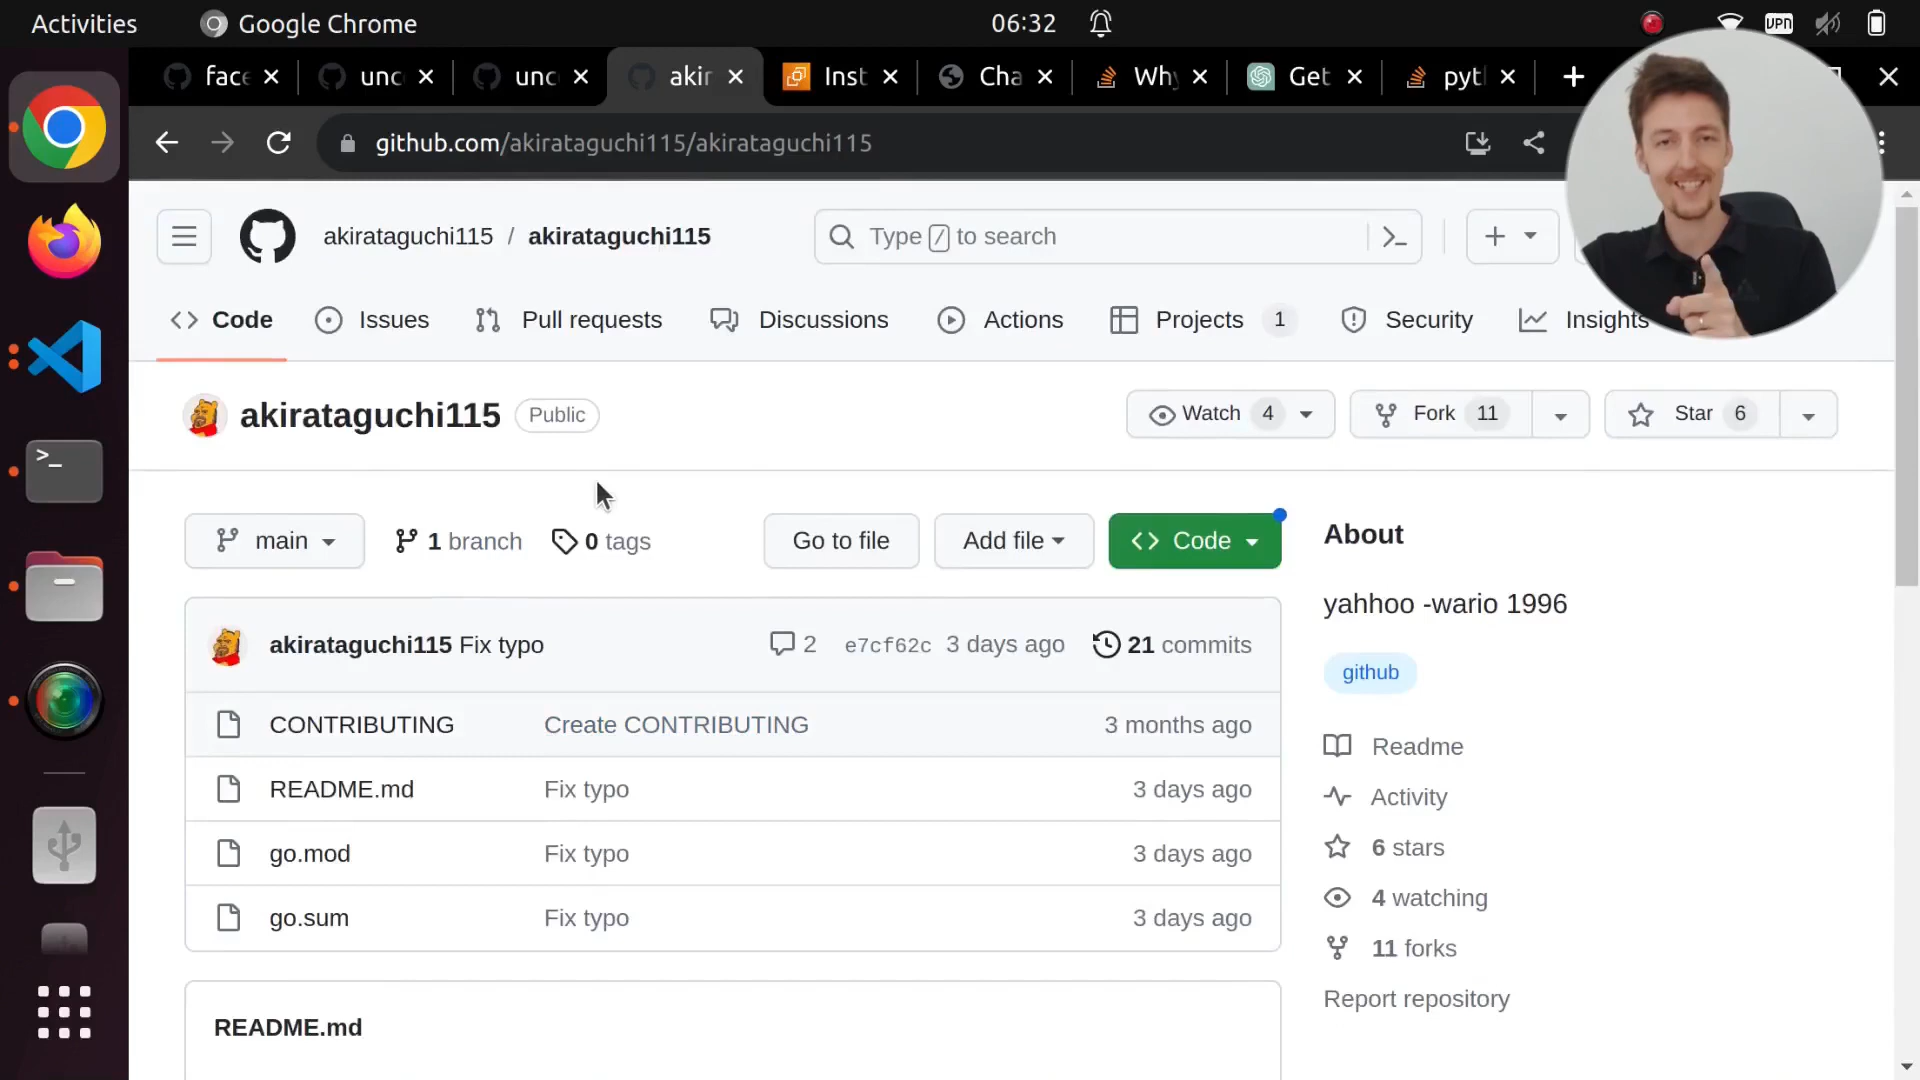 Activities
Google Chrome
06:32
VPN
face
unc
unc
akir
Inst
Cha
Why
Get
pyt
github.com/akirataguchi115/akirataguchi115
akirataguchi115 / akirataguchi115
Type / to search
Code
Issues
Pull requests
Discussions
Actions
Projects 1
Security
Insights
akirataguchi115 Public
Watch 4
Fork 11
Star 6
main
1 branch
0 tags
Go to file
Add file
Code
akirataguchi115 Fix typo
2
e7cf62c 3 days ago
21 commits
CONTRIBUTING Create CONTRIBUTING 3 months ago
README.md Fix typo 3 days ago
go.mod Fix typo 3 days ago
go.sum Fix typo 3 days ago
README.md
About
yahhoo -wario 1996
github
Readme
Activity
6 stars
4 watching
11 forks
Report repository